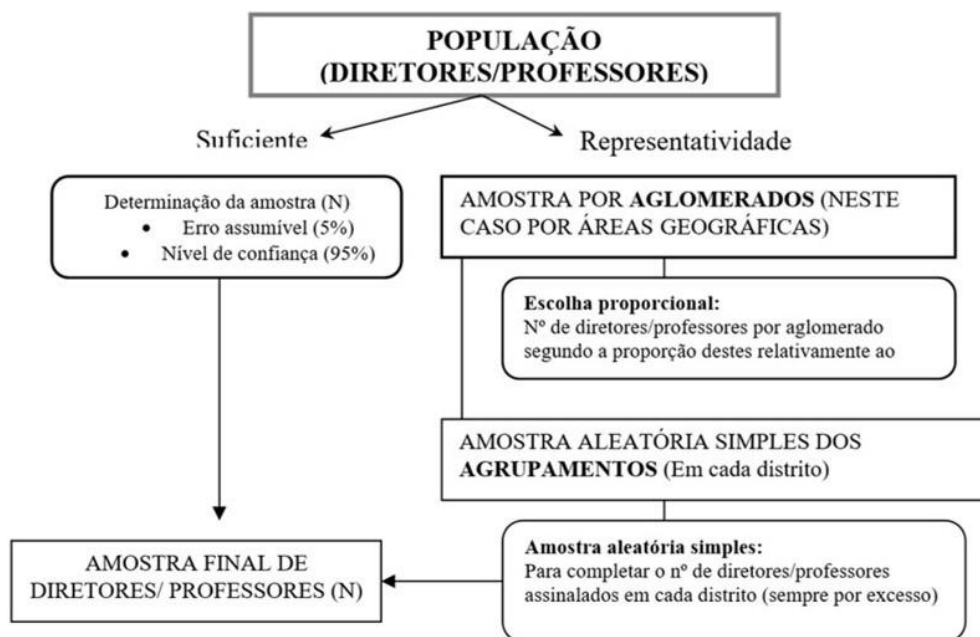 POPULAÇÃO
(DIRETORES/PROFESSORES)
Suficiente
Representatividade
Determinação da amostra (N)
• Erro assumível (5%)
• Nível de confiança (95%)
AMOSTRA POR AGLOMERADOS (NESTE
CASO POR ÁREAS GEOGRÁFICAS)
Escolha proporcional:
Nº de diretores/professores por aglomerado
segundo a proporção destes relativamente ao
AMOSTRA ALEATÓRIA SIMPLES DOS
AGRUPAMENTOS (Em cada distrito)
Amostra aleatória simples:
Para completar o nº de diretores/professores
assinalados em cada distrito (sempre por excesso)
AMOSTRA FINAL DE
DIRETORES/ PROFESSORES (N)